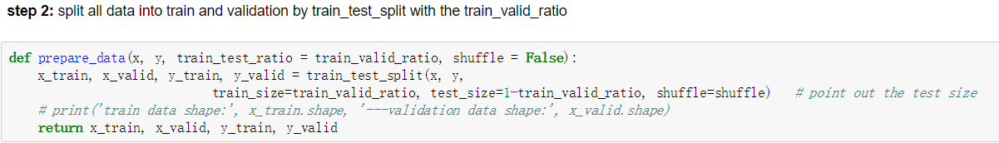 step 2: split all data into train and validation by train_test_split with the train_valid_ratio
def prepare_data(x, y, train_test_ratio = train_valid_ratio, shuffle = False):
    x_train, x_valid, y_train, y_valid = train_test_split(x, y,
                        train_size=train_valid_ratio, test_size=1-train_valid_ratio, shuffle=shuffle)   # point out the test size
    # print('train data shape:', x_train.shape, '---validation data shape:', x_valid.shape)
    return x_train, x_valid, y_train, y_valid